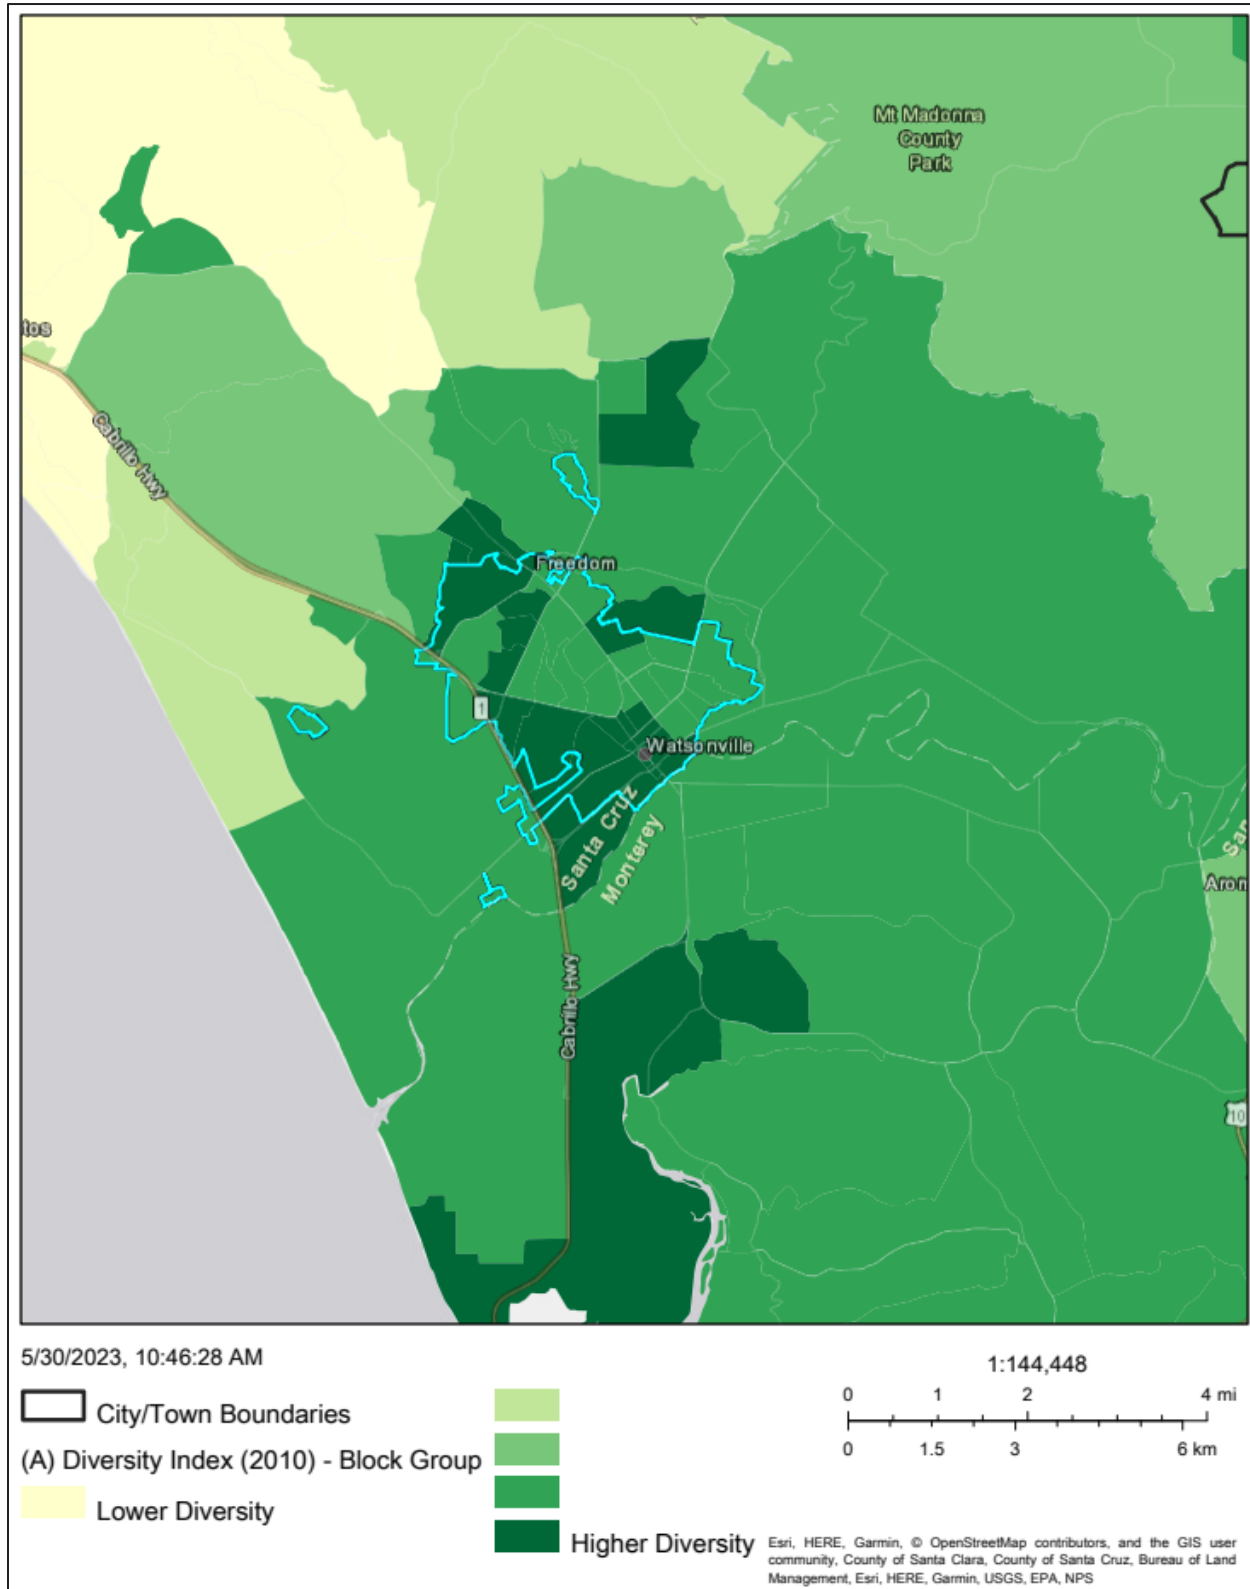 Mt Madonna
County
Park
tos
Cabrillo Hwy
Freedom
1
Watsonville
Santa Cruz
Monterey
San
Arom
Cabrillo Hwy
10
5/30/2023, 10:46:28 AM
1:144,448
0 1 2 4 mi
0 1.5 3 6 km
City/Town Boundaries
(A) Diversity Index (2010) - Block Group
Lower Diversity
Higher Diversity
Esri, HERE, Garmin, © OpenStreetMap contributors, and the GIS user
community, County of Santa Clara, County of Santa Cruz, Bureau of Land
Management, Esri, HERE, Garmin, USGS, EPA, NPS